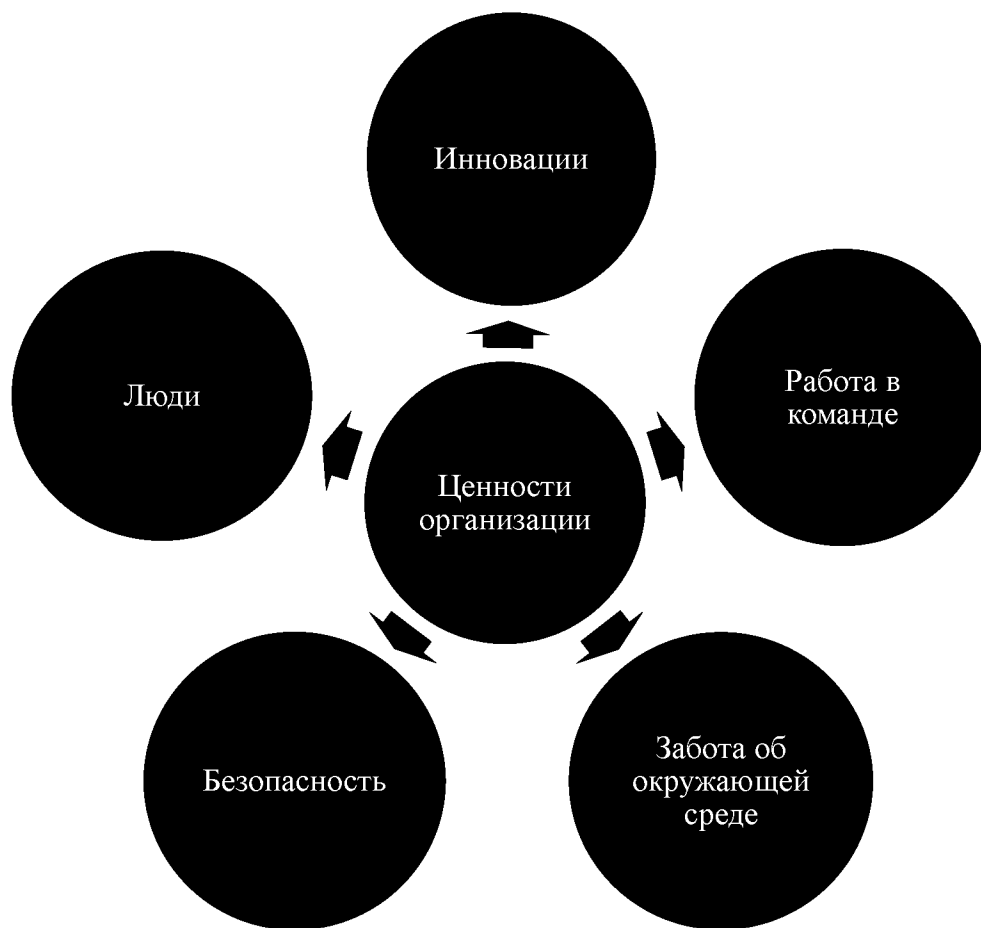 Инновации
Люди
Работа в
команде
Ценности
организации
Безопасность
Забота об
окружающей
среде